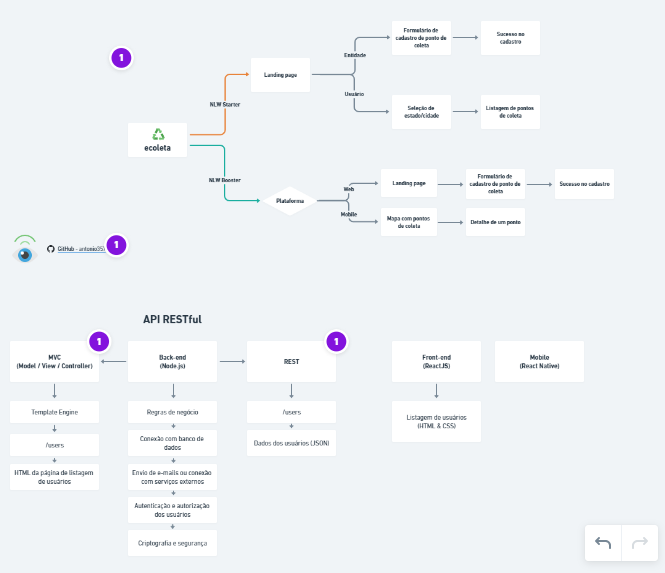 1
Formulário de
cadastro de ponto de
coleta
Sucesso no
cadastro
Entidade
Landing page
Usuário
NLW Starter
Seleção de
estado/cidade
Listagem de pontos
de coleta
ecoleta
NLW Booster
Web
Landing page
Formulário de
cadastro de ponto de
coleta
Sucesso no cadastro
Plataforma
Mobile
Mapa com pontos
de coleta
Detalhe de um ponto
GitHub - antonio35
1
API RESTful
1
1
MVC
(Model / View / Controller)
Back-end
(Node.js)
REST
Front-end
(ReactJS)
Mobile
(React Native)
Template Engine
Regras de negócio
/users
Listagem de usuários
(HTML & CSS)
/users
Conexão com banco de
dados
Dados dos usuários (JSON)
HTML da página de listagem
de usuários
Envio de e-mails ou conexão
com serviços externos
Autenticação e autorização
dos usuários
Criptografia e segurança